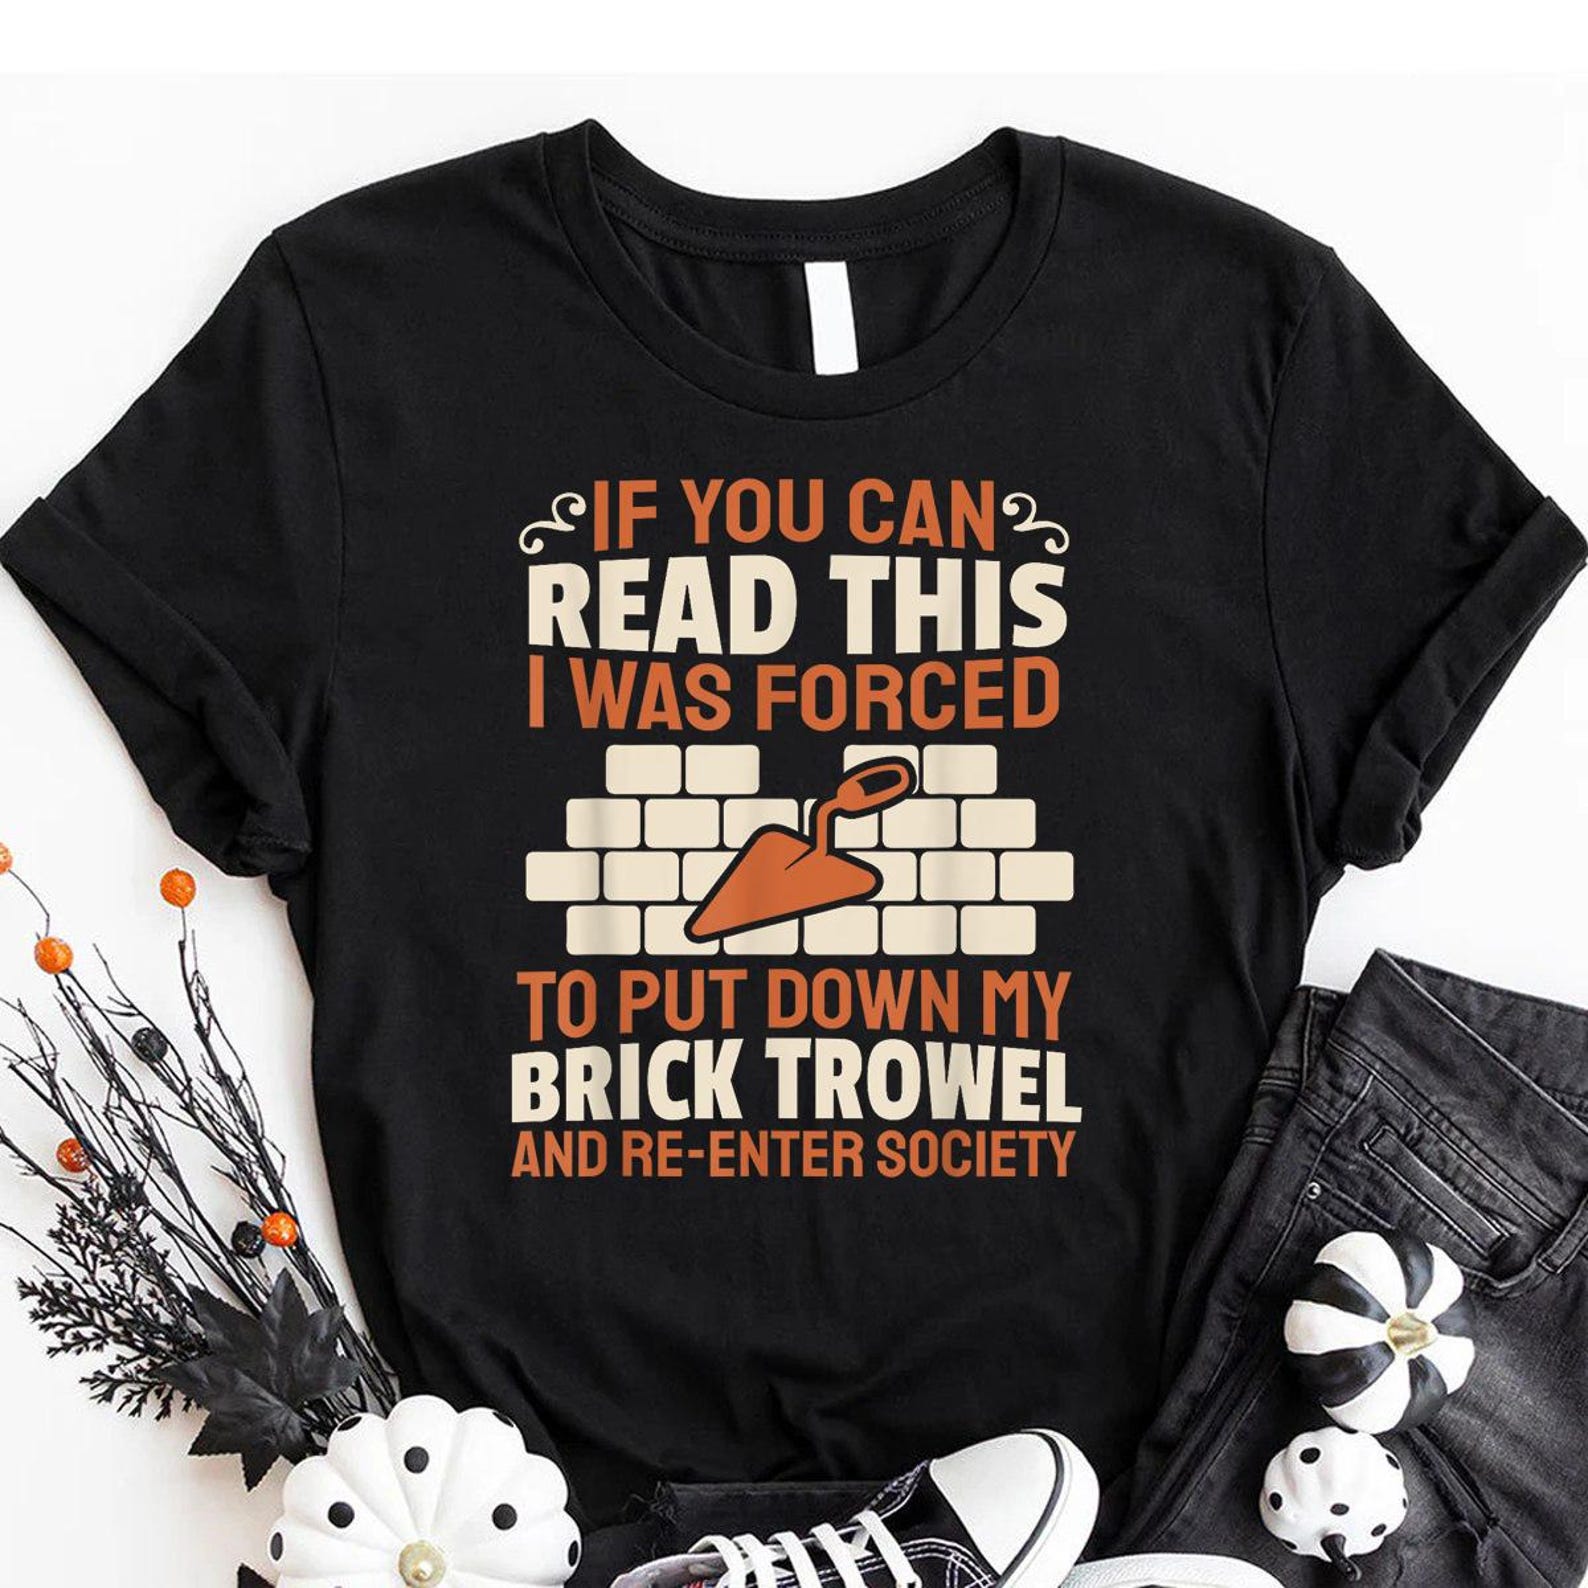 IF YOU CAN
READ THIS
I WAS FORCED
TO PUT DOWN MY
BRICK TROWEL
AND RE-ENTER SOCIETY